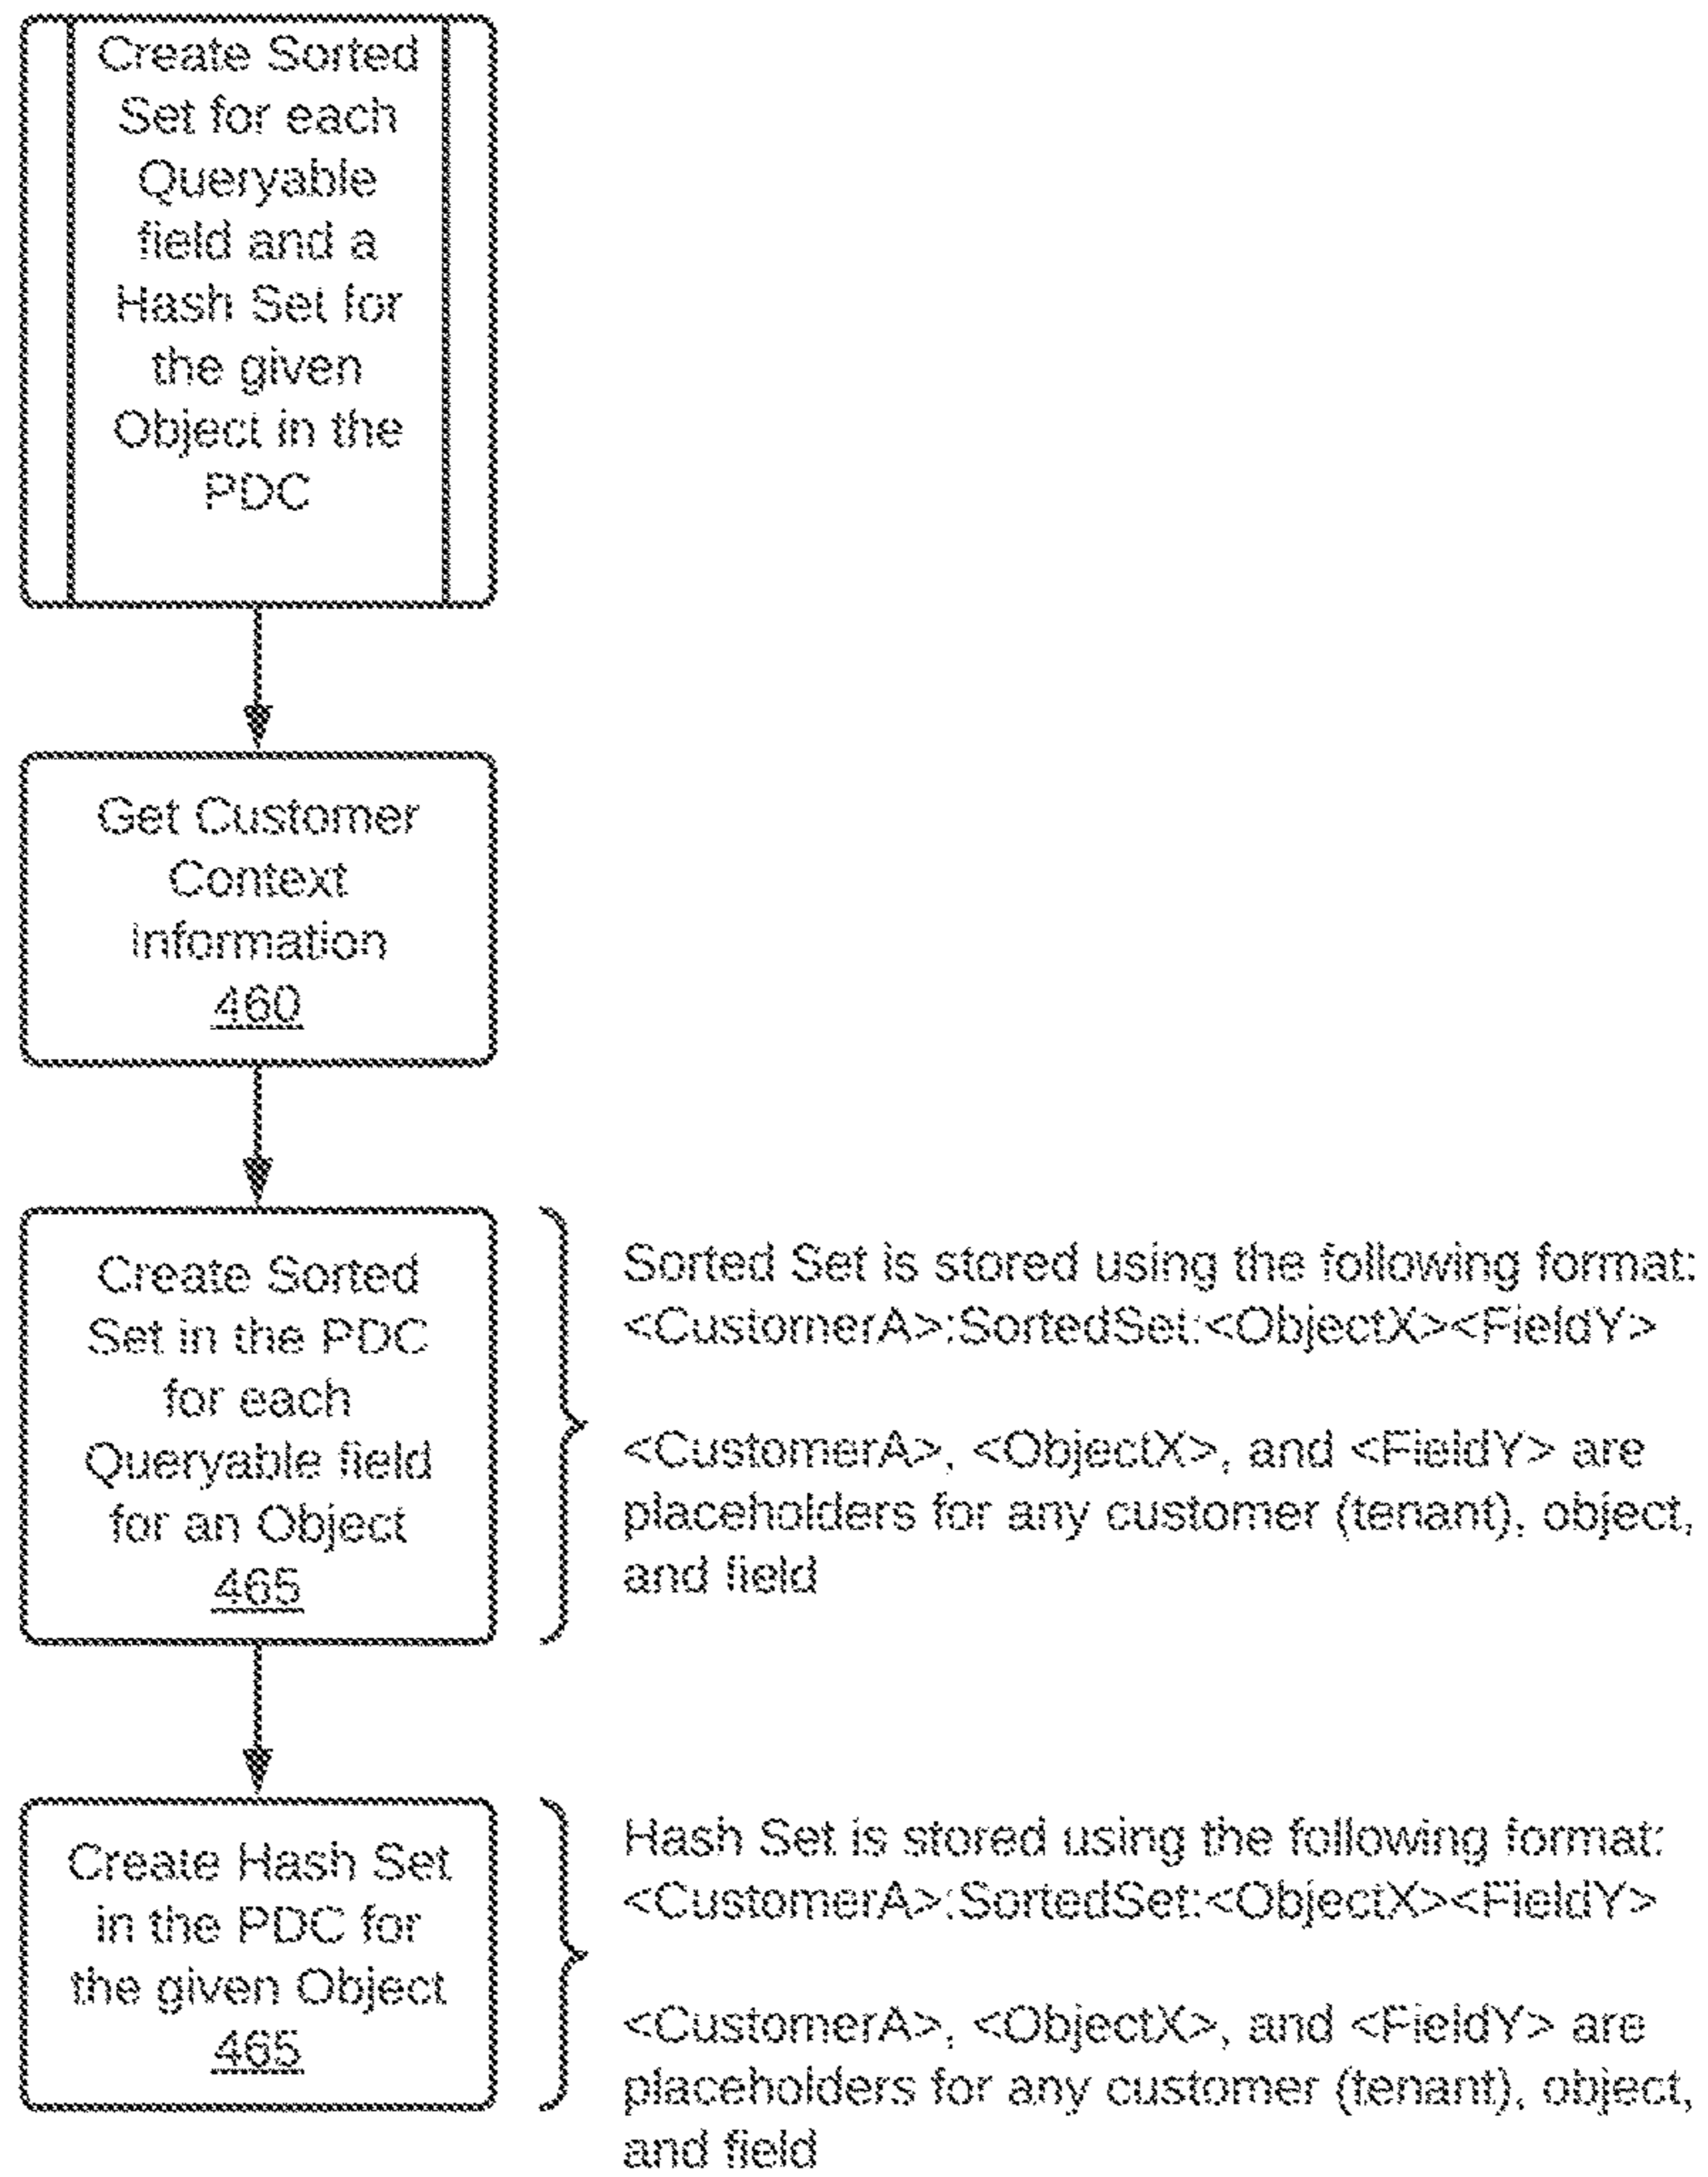 Create Sorted
Set for each
Queryable
field and a
Hash Set for
the given
Object in the
PDC
Get Customer
Context
Information
460
Create Sorted
Set in the PDC
for each
Queryable field
for an Object
465
Sorted Set is stored using the following format:
<CustomerA>:SortedSet:<ObjectX><FieldY>
<CustomerA>, <ObjectX>, and <FieldY> are
placeholders for any customer (tenant), object,
and field
Create Hash Set
in the PDC for
the given Object
465
Hash Set is stored using the following format:
<CustomerA>:SortedSet:<ObjectX><FieldY>
<CustomerA>, <ObjectX>, and <FieldY> are
placeholders for any customer (tenant), object,
and field